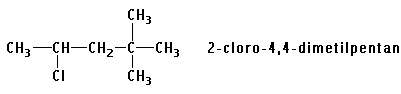 CH3
CH3—CH—CH2—C—CH3 2-cloro-4,4-dimetilpentan
Cl CH3